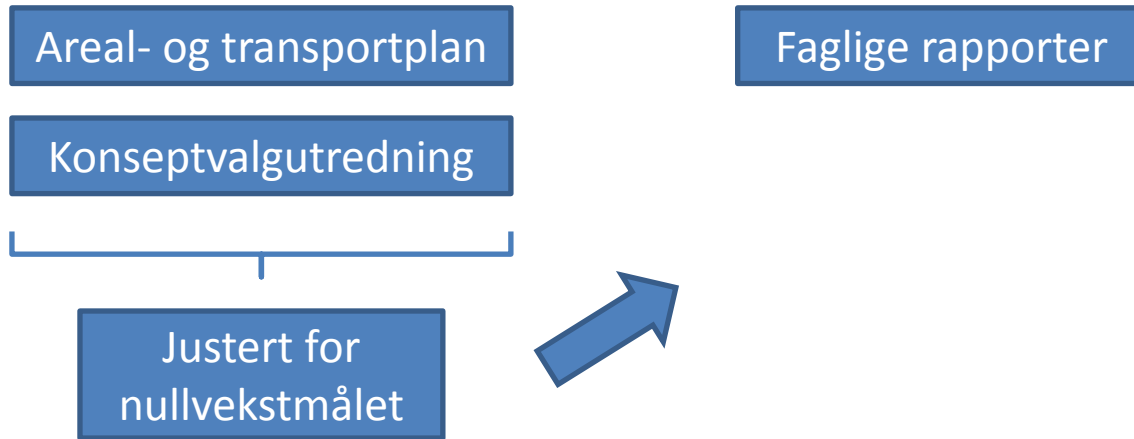 Areal- og transportplan
Faglige rapporter
Konseptvalgutredning
Justert for
nullvekstmålet